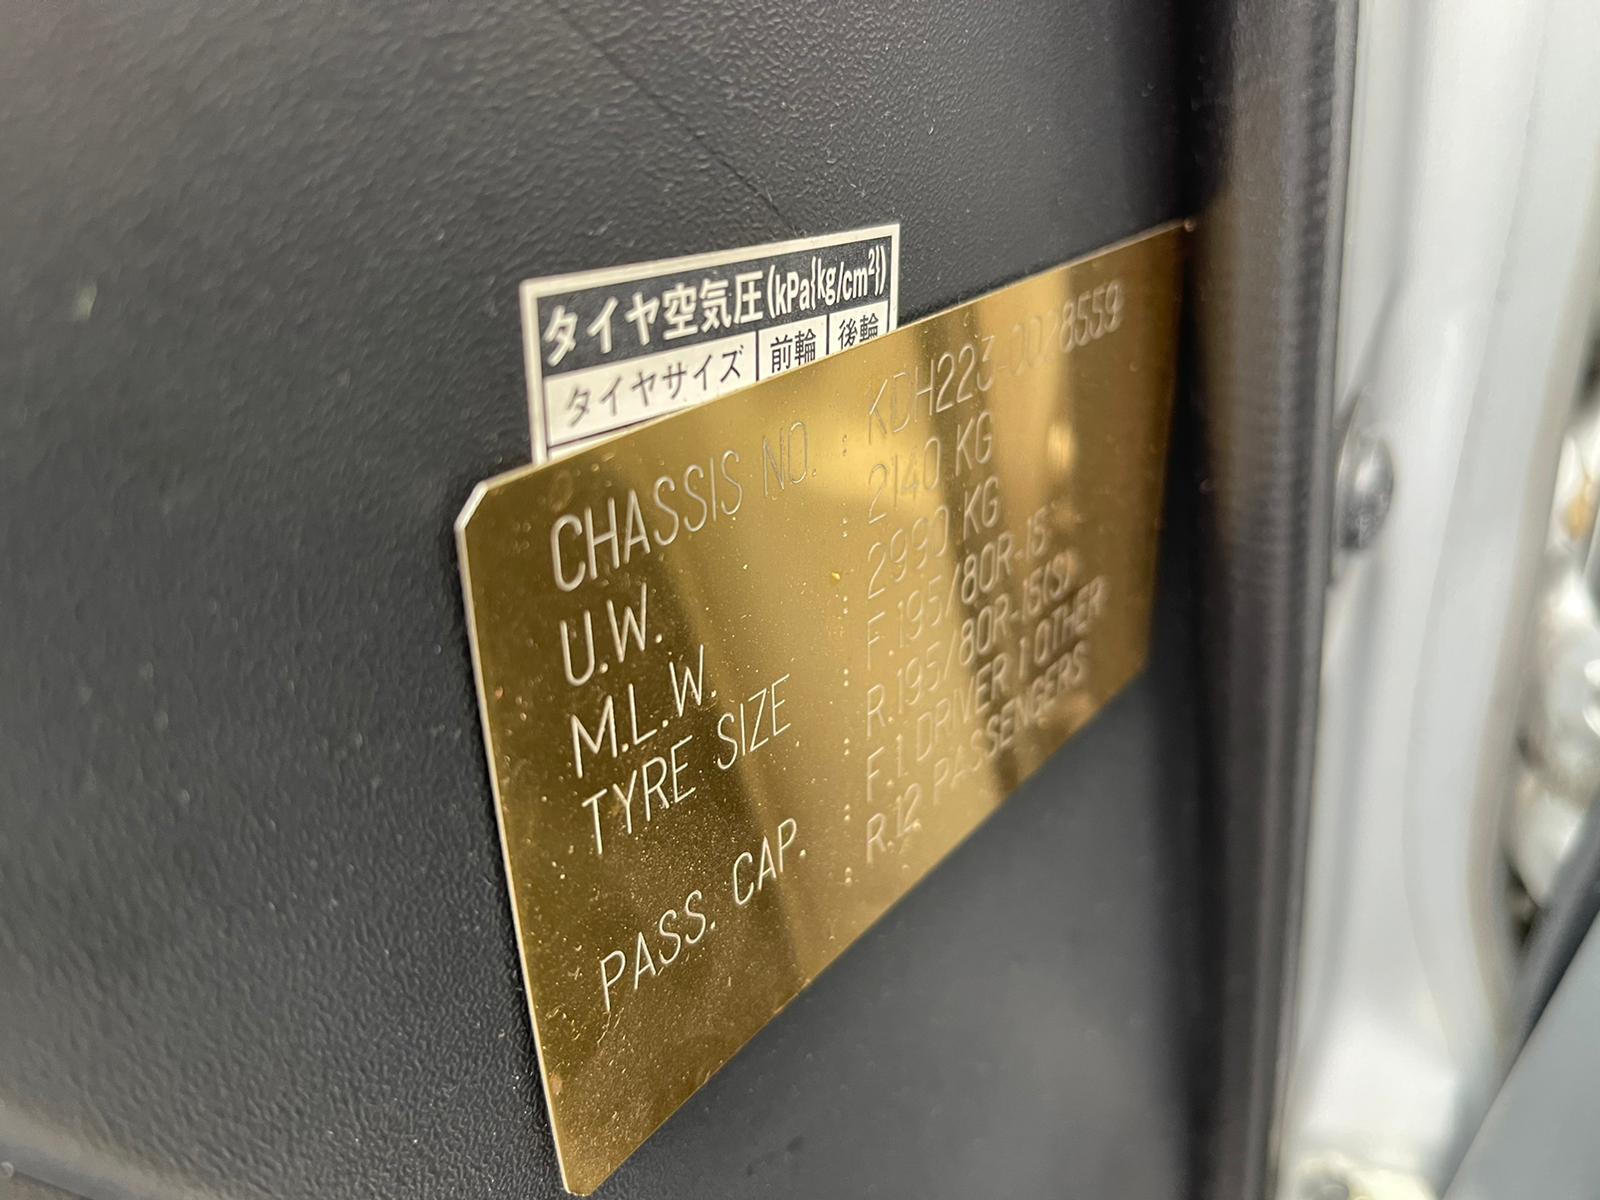 タイヤ空気圧(kPa{kg/cm²})
タイヤサイズ 前輪 後輪
CHASSIS NO. : KDH223-0028559
U.W. : 2140 KG
M.L.W. : 2990 KG
TYRE SIZE : F.195/80R-15
: R.195/80R-15(S)
PASS. CAP. : F.1 DRIVER 1 OTHER
: R.12 PASSENGERS